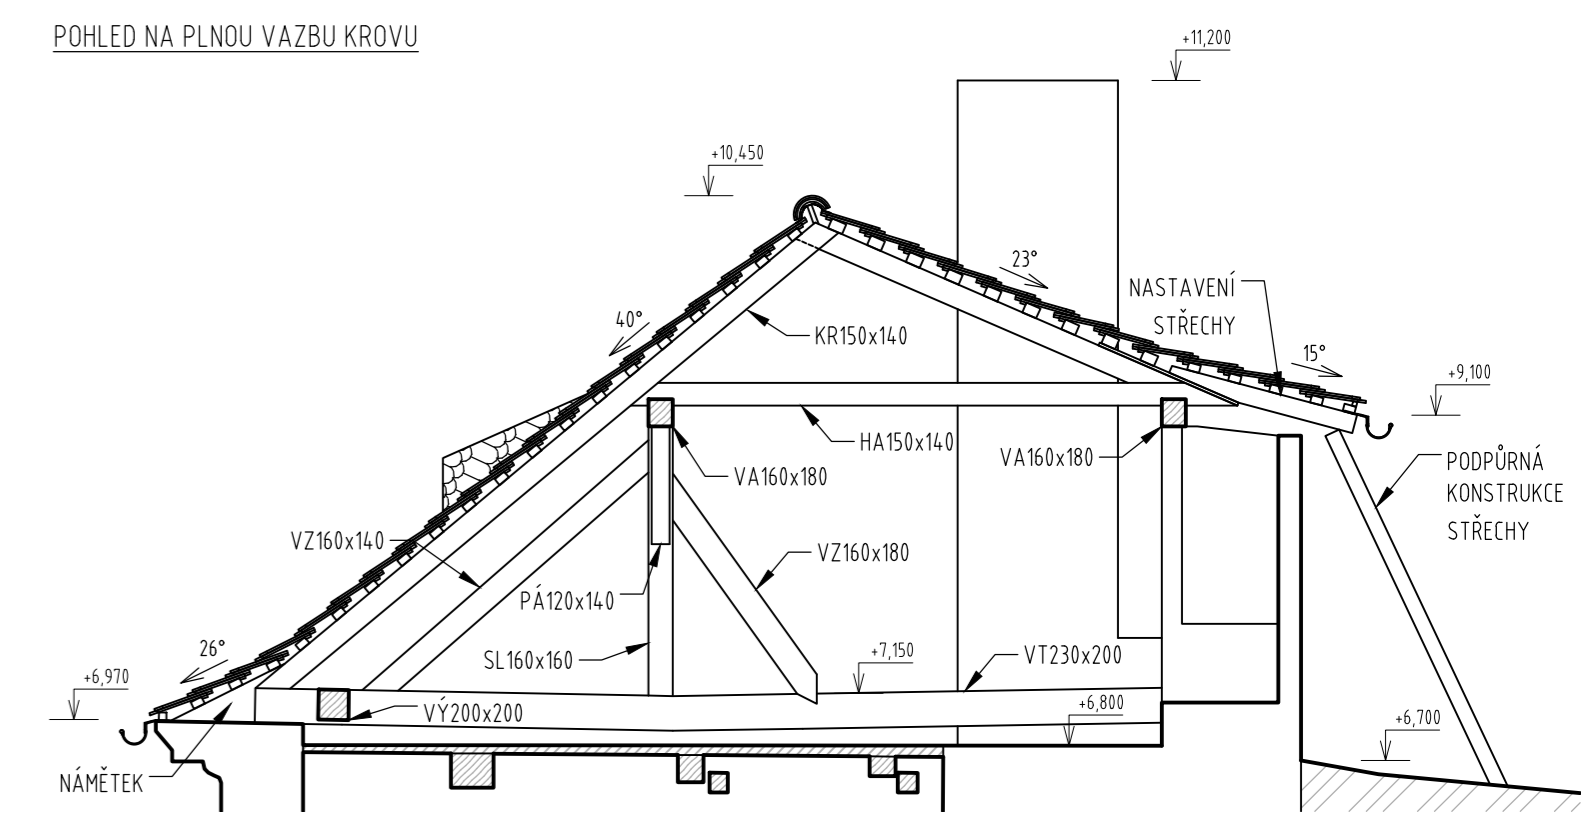 POHLED NA PLNOU VAZBU KROVU
+11,200
+10,450
23°
NASTAVENÍ
STŘECHY
40°
KR150x140
15°
+9,100
HA150x140
VA160x180
VA160x180
PODPŮRNÁ
KONSTRUKCE
STŘECHY
VZ160x140
VZ160x180
PÁ120x140
26°
SL160x160
+7,150
VT230x200
+6,970
VÝ200x200
+6,800
+6,700
NÁMĚTEK